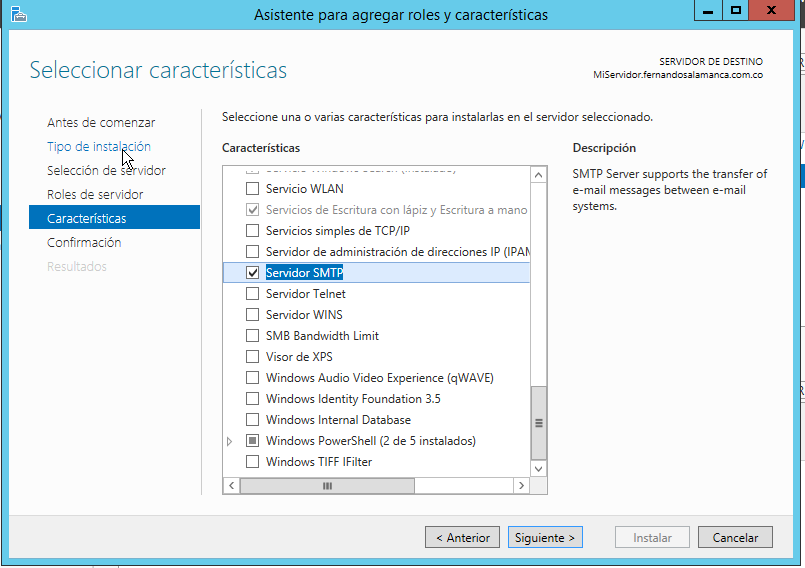 Asistente para agregar roles y características
Seleccionar características
SERVIDOR DE DESTINO
MiServidor.fernandosalamanca.com.co
Antes de comenzar
Tipo de instalación
Selección de servidor
Roles de servidor
Características
Confirmación
Resultados
Seleccione una o varias características para instalarlas en el servidor seleccionado.
Características
Servicio WLAN
Servicios de Escritura con lápiz y Escritura a mano
Servicios simples de TCP/IP
Servidor de administración de direcciones IP (IPAM
Servidor SMTP
Servidor Telnet
Servidor WINS
SMB Bandwidth Limit
Visor de XPS
Windows Audio Video Experience (qWAVE)
Windows Identity Foundation 3.5
Windows Internal Database
Windows PowerShell (2 de 5 instalados)
Windows TIFF IFilter
Descripción
SMTP Server supports the transfer of
e-mail messages between e-mail
systems.
< Anterior
Siguiente >
Instalar
Cancelar